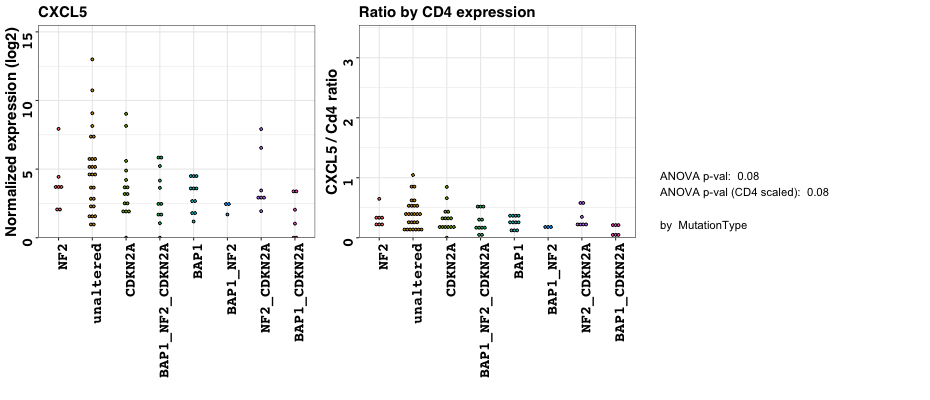 CXCL5
Normalized expression (log2)
15
10
5
0
NF2
unaltered
CDKN2A
BAP1_NF2_CDKN2A
BAP1
BAP1_NF2
NF2_CDKN2A
BAP1_CDKN2A
Ratio by CD4 expression
CXCL5 / Cd4 ratio
3
2
1
0
NF2
unaltered
CDKN2A
BAP1_NF2_CDKN2A
BAP1
BAP1_NF2
NF2_CDKN2A
BAP1_CDKN2A
ANOVA p-val: 0.08
ANOVA p-val (CD4 scaled): 0.08
by MutationType